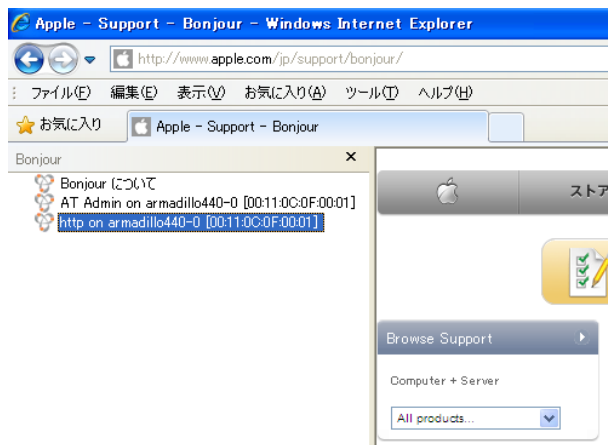 Apple - Support - Bonjour - Windows Internet Explorer
http://www.apple.com/jp/support/bonjour/
ファイル(F) 編集(E) 表示(V) お気に入り(A) ツール(T) ヘルプ(H)
お気に入り Apple - Support - Bonjour
Bonjour
Bonjour について
AT Admin on armadillo440-0 [00:11:0C:0F:00:01]
http on armadillo440-0 [00:11:0C:0F:00:01]
ストア
Browse Support
Computer + Server
All products...